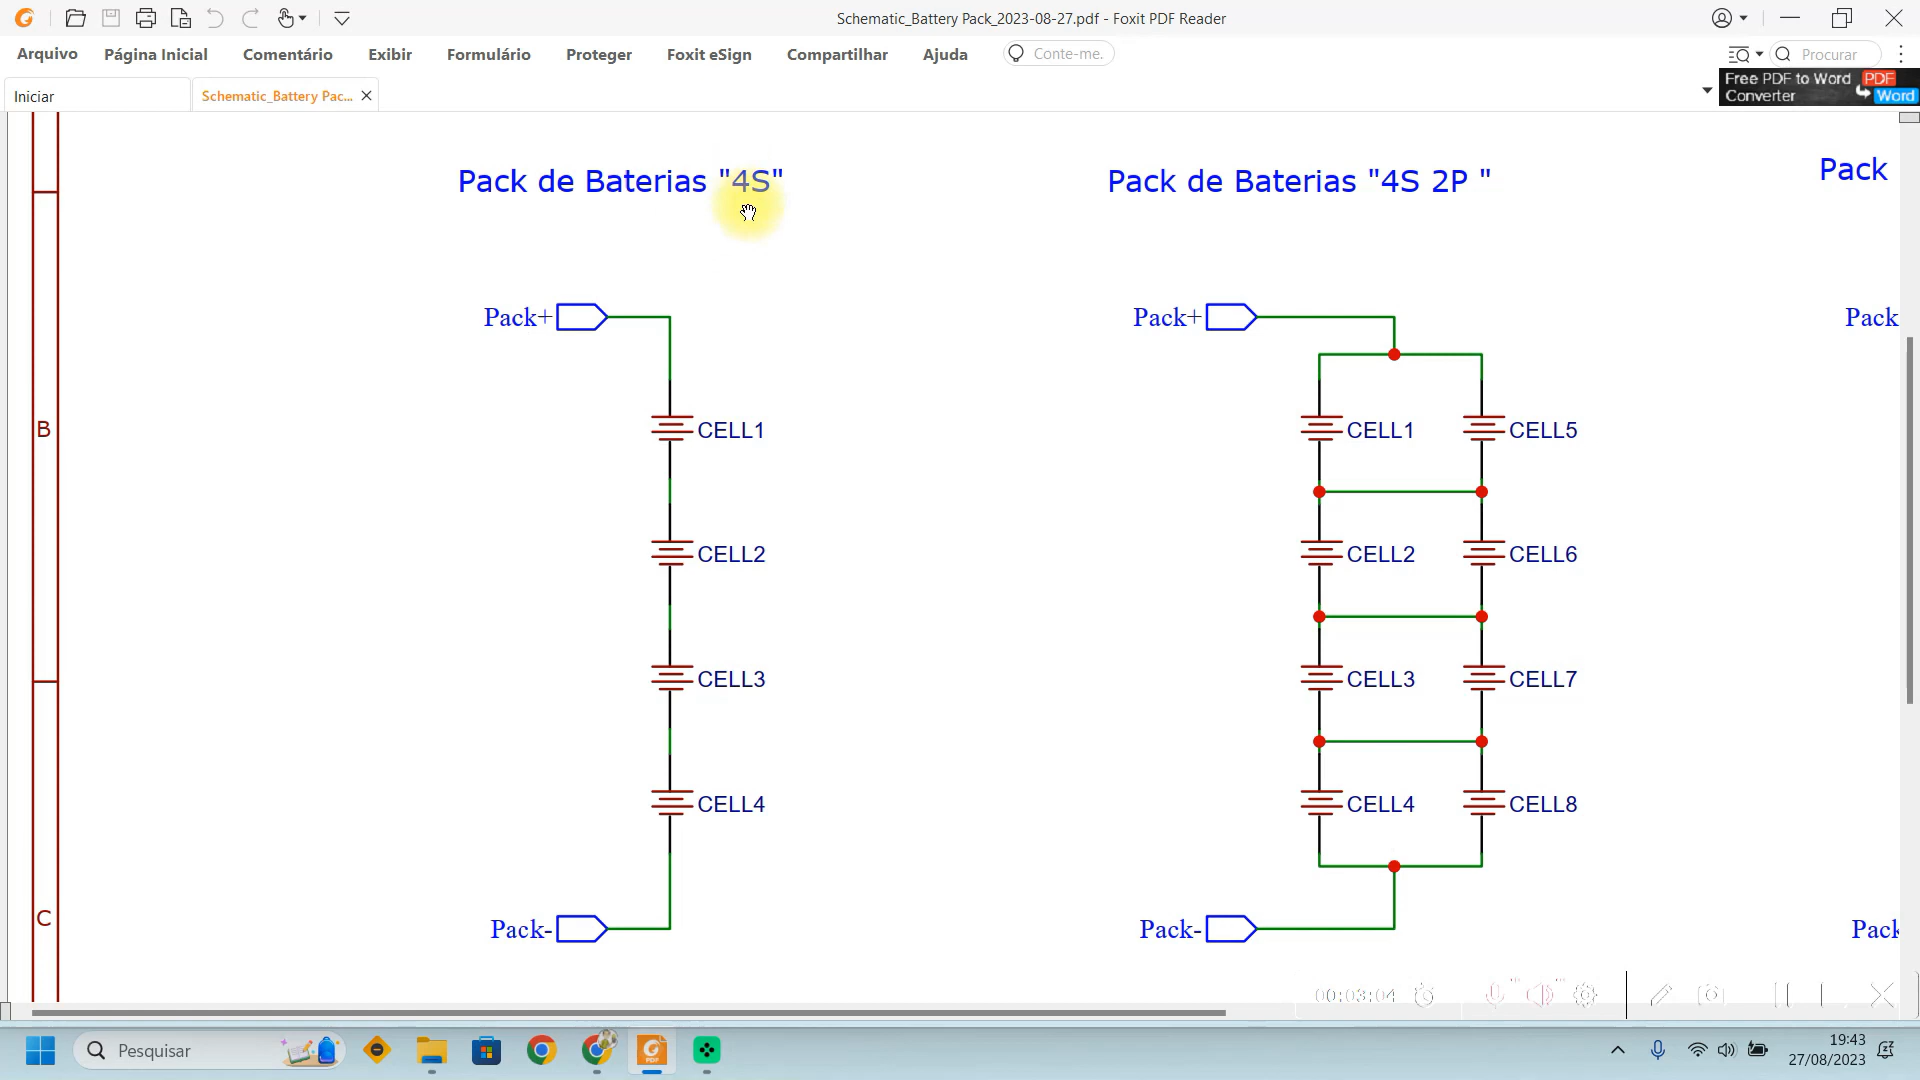 Schematic_Battery Pack_2023-08-27.pdf - Foxit PDF Reader
Arquivo Página Inicial Comentário Exibir Formulário Proteger Foxit eSign Compartilhar Ajuda Conte-me. Procurar
Free PDF to Word PDF
Converter Word
Iniciar Schematic_Battery Pac...
Pack de Baterias "4S" Pack de Baterias "4S 2P " Pack
Pack+ Pack+ Pack
B CELL1 CELL1 CELL5
CELL2 CELL2 CELL6
CELL3 CELL3 CELL7
CELL4 CELL4 CELL8
C Pack- Pack- Pack
00:03:04
Pesquisar PDF 19:43
27/08/2023